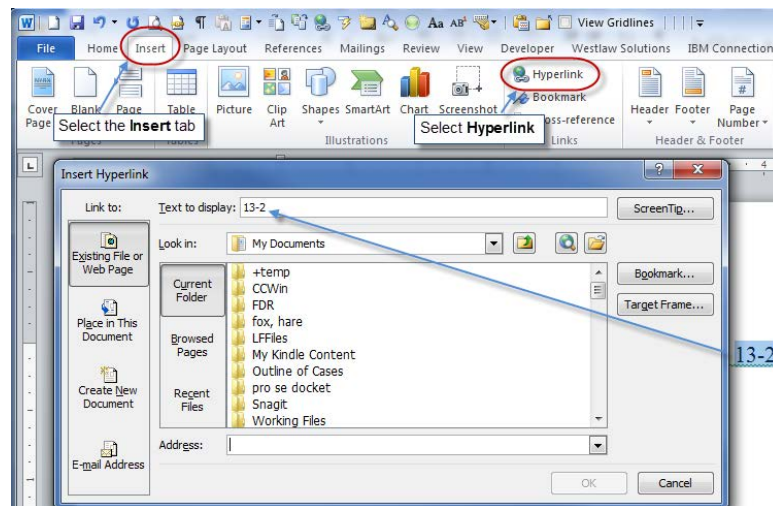 W Aa AB View Gridlines
File Home Insert Page Layout References Mailings Review View Developer Westlaw Solutions IBM Connection
Cover Page Blank Page Table Picture Clip Art Shapes SmartArt Chart Screenshot Hyperlink Bookmark Cross-reference Header Footer Page Number
Select the Insert tab
Select Hyperlink
Pages Tables Illustrations Links Header & Footer
L 4
Insert Hyperlink ? X
Link to: Text to display: 13-2 ScreenTip...
Existing File or Web Page
Look in: My Documents
Current Folder
+temp
Bookmark...
CCWin
FDR
Target Frame...
fox, hare
Place in This Document
Browsed Pages
LFFiles
My Kindle Content
13-2
Outline of Cases
Create New Document
Recent Files
pro se docket
Snagit
Working Files
E-mail Address
Address:
OK Cancel